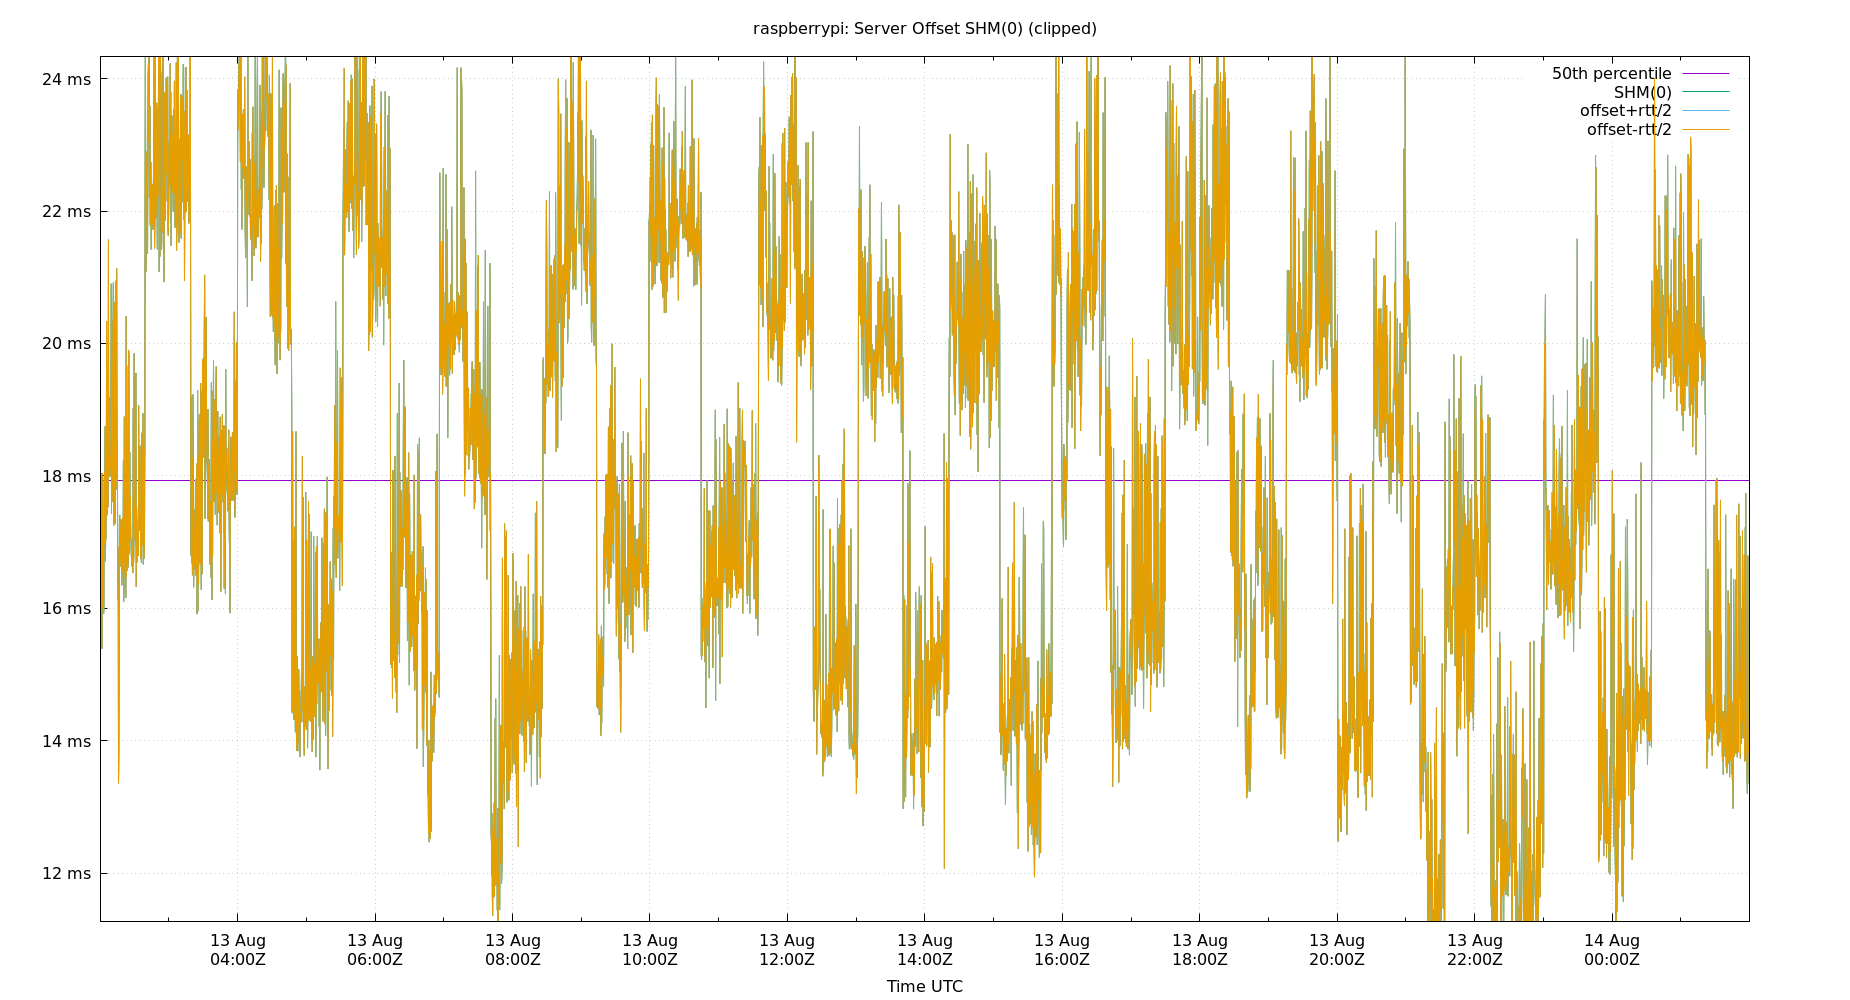 raspberrypi: Server Offset SHM(0) (clipped)
50th percentile
SHM(0)
offset+rtt/2
offset-rtt/2
24 ms
22 ms
20 ms
18 ms
16 ms
14 ms
12 ms
13 Aug 13 Aug 13 Aug 13 Aug 13 Aug 13 Aug 13 Aug 13 Aug 13 Aug 13 Aug 14 Aug
04:00Z 06:00Z 08:00Z 10:00Z 12:00Z 14:00Z 16:00Z 18:00Z 20:00Z 22:00Z 00:00Z
Time UTC